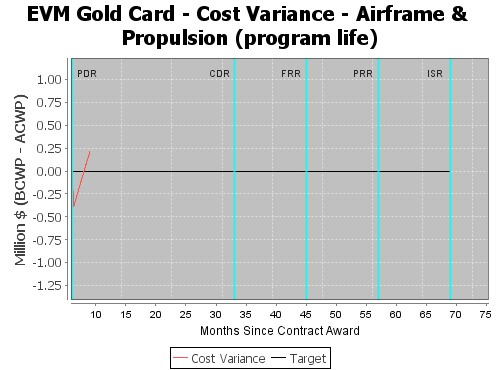 EVM Gold Card - Cost Variance - Airframe &
Propulsion (program life)
PDR CDR FRR PRR ISR
1.00
0.75
0.50
0.25
0.00
-0.25
-0.50
-0.75
-1.00
-1.25
Million $ (BCWP - ACWP)
10 15 20 25 30 35 40 45 50 55 60 65 70 75
Months Since Contract Award
Cost Variance Target